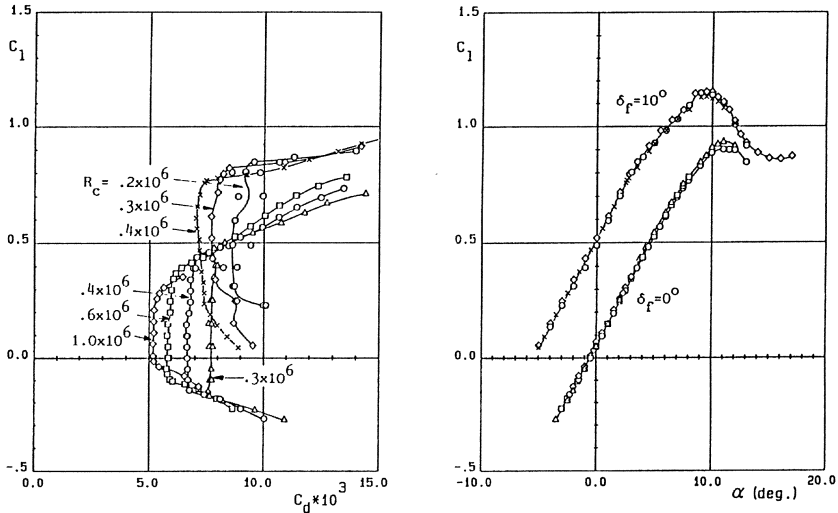 C_l
1.5
1.0
0.5
0.0
-.5
R_c = .2x10^6
.3x10^6
.4x10^6
.4x10^6
.6x10^6
1.0x10^6
.3x10^6
0.0
5.0
10.0
15.0
C_d*10^3
C_l
1.5
1.0
0.5
0.0
-.5
δ_f=10°
δ_f=0°
-10.0
0.0
10.0
20.0
α (deg.)